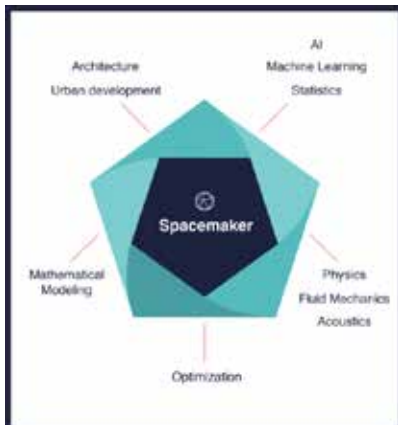 AI
Architecture
Machine Learning
Urban development
Statistics
Spacemaker
Mathematical
Modeling
Physics
Fluid Mechanics
Acoustics
Optimization